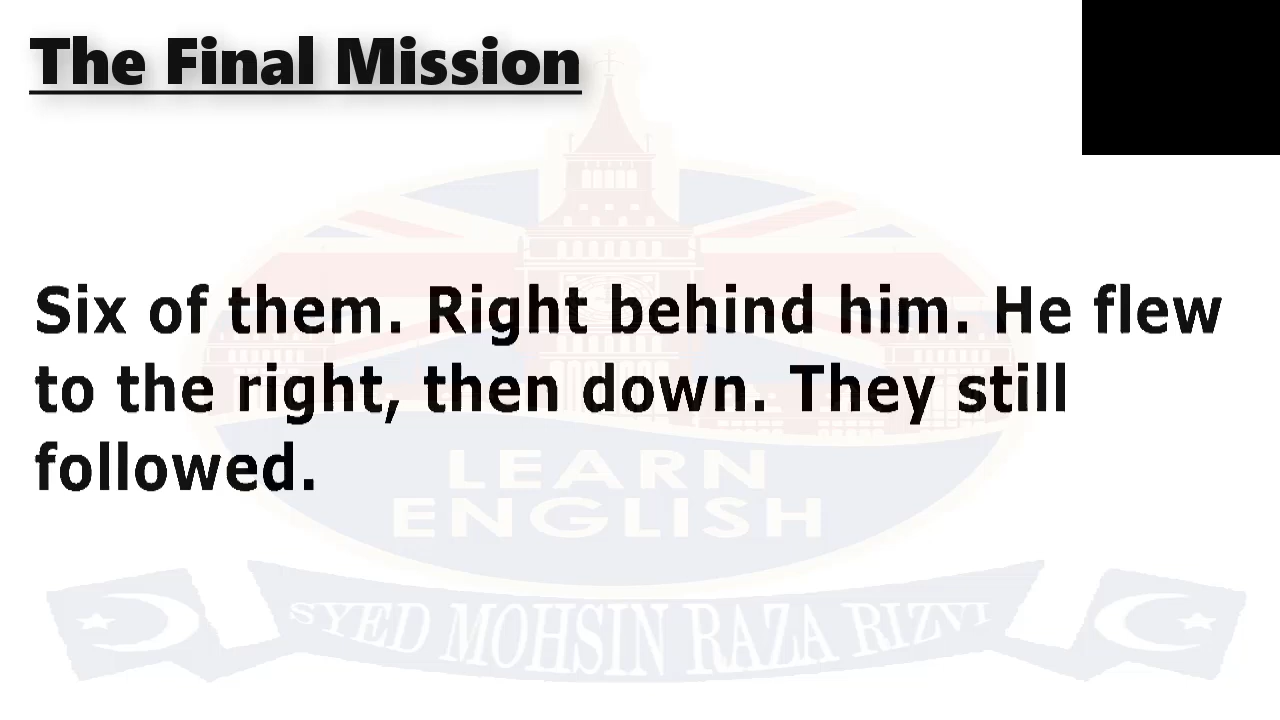 The Final Mission
Six of them. Right behind him. He flew
to the right, then down. They still
followed.
LEARN
ENGLISH
SYED MOHSIN RAZA RIZVI